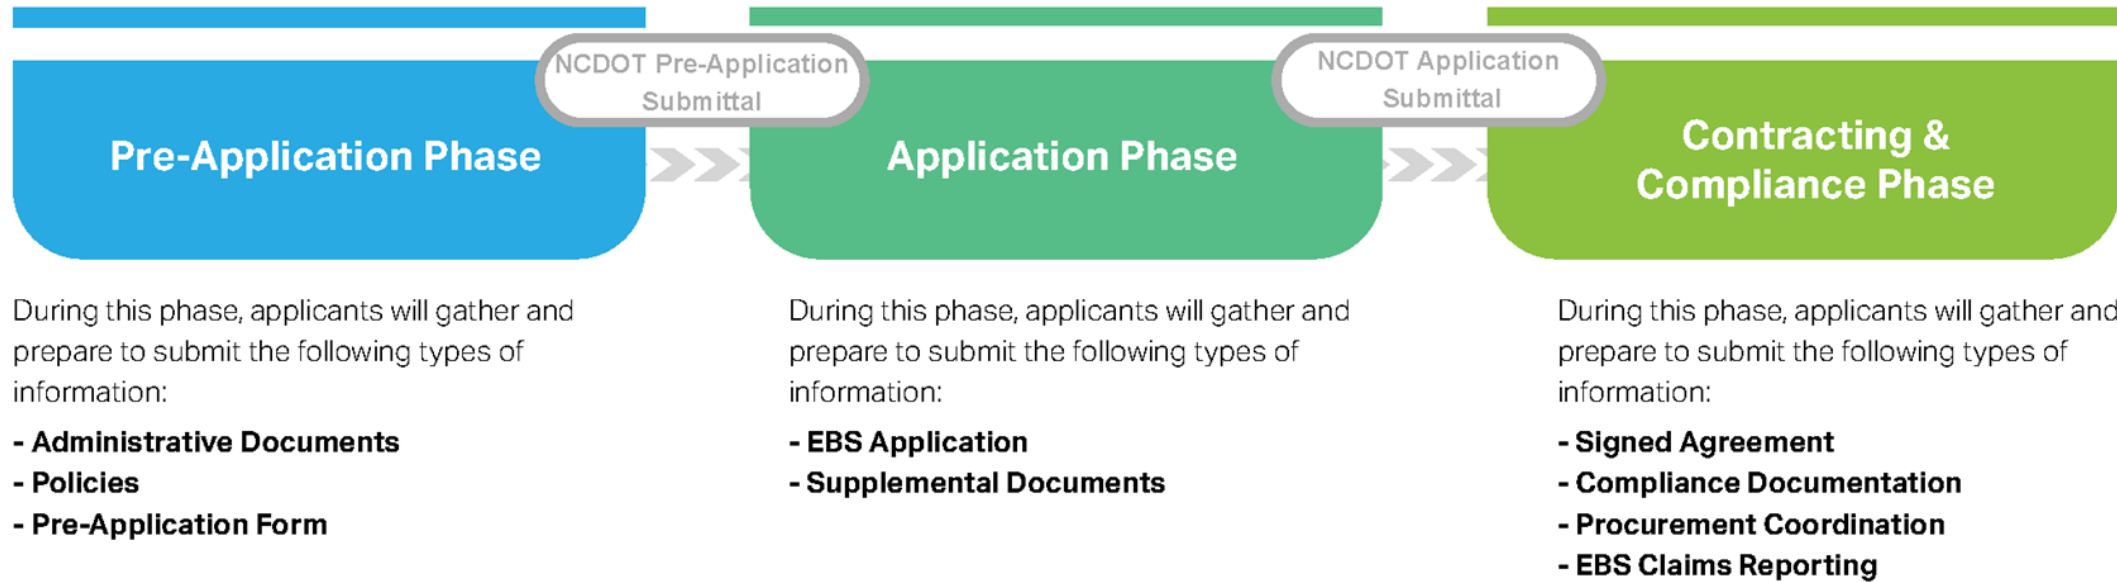 NCDOT Pre-Application
Submittal
NCDOT Application
Submittal
Pre-Application Phase
Application Phase
Contracting &
Compliance Phase
During this phase, applicants will gather and
prepare to submit the following types of
information:
- Administrative Documents
- Policies
- Pre-Application Form
During this phase, applicants will gather and
prepare to submit the following types of
information:
- EBS Application
- Supplemental Documents
During this phase, applicants will gather and
prepare to submit the following types of
information:
- Signed Agreement
- Compliance Documentation
- Procurement Coordination
- EBS Claims Reporting